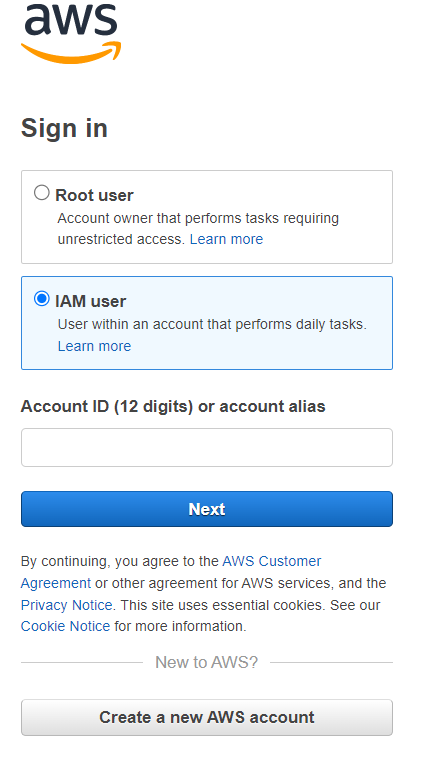 aws
Sign in
Root user
Account owner that performs tasks requiring
unrestricted access. Learn more
IAM user
User within an account that performs daily tasks.
Learn more
Account ID (12 digits) or account alias
Next
By continuing, you agree to the AWS Customer
Agreement or other agreement for AWS services, and the
Privacy Notice. This site uses essential cookies. See our
Cookie Notice for more information.
New to AWS?
Create a new AWS account